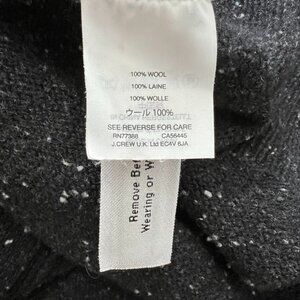 100% WOOL
100% LAINE
100% WOLLE
ウール 100%
SEE REVERSE FOR CARE
RN77388 CA56445
J.CREW U.K. Ltd EC4V 6JA
Remove Be
Wearing or W